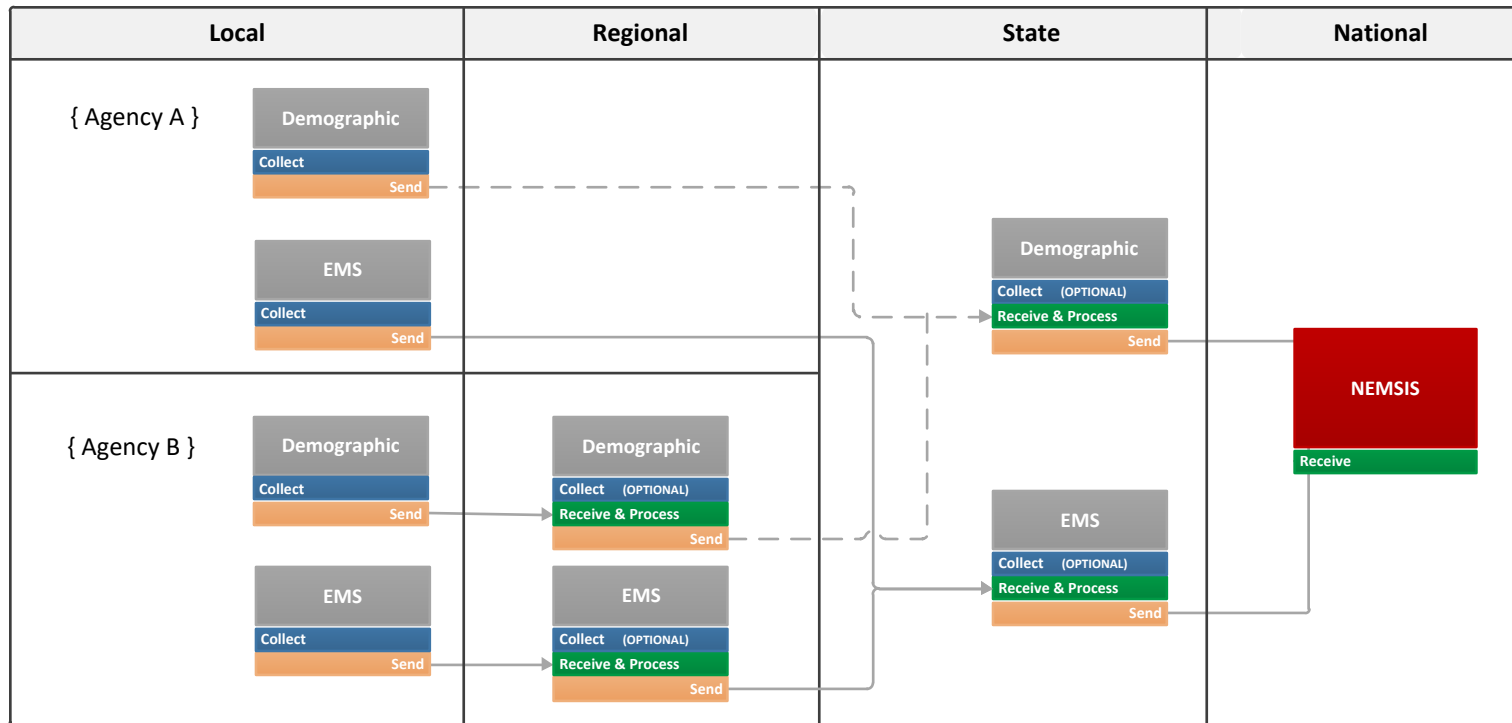 Local
Regional
State
National
{ Agency A }
Demographic
Collect
Send
EMS
Collect
Send
{ Agency B }
Demographic
Collect
Send
EMS
Collect
Send
Demographic
Collect (OPTIONAL)
Receive & Process
Send
EMS
Collect (OPTIONAL)
Receive & Process
Send
Demographic
Collect (OPTIONAL)
Receive & Process
Send
EMS
Collect (OPTIONAL)
Receive & Process
Send
NEMSIS
Receive